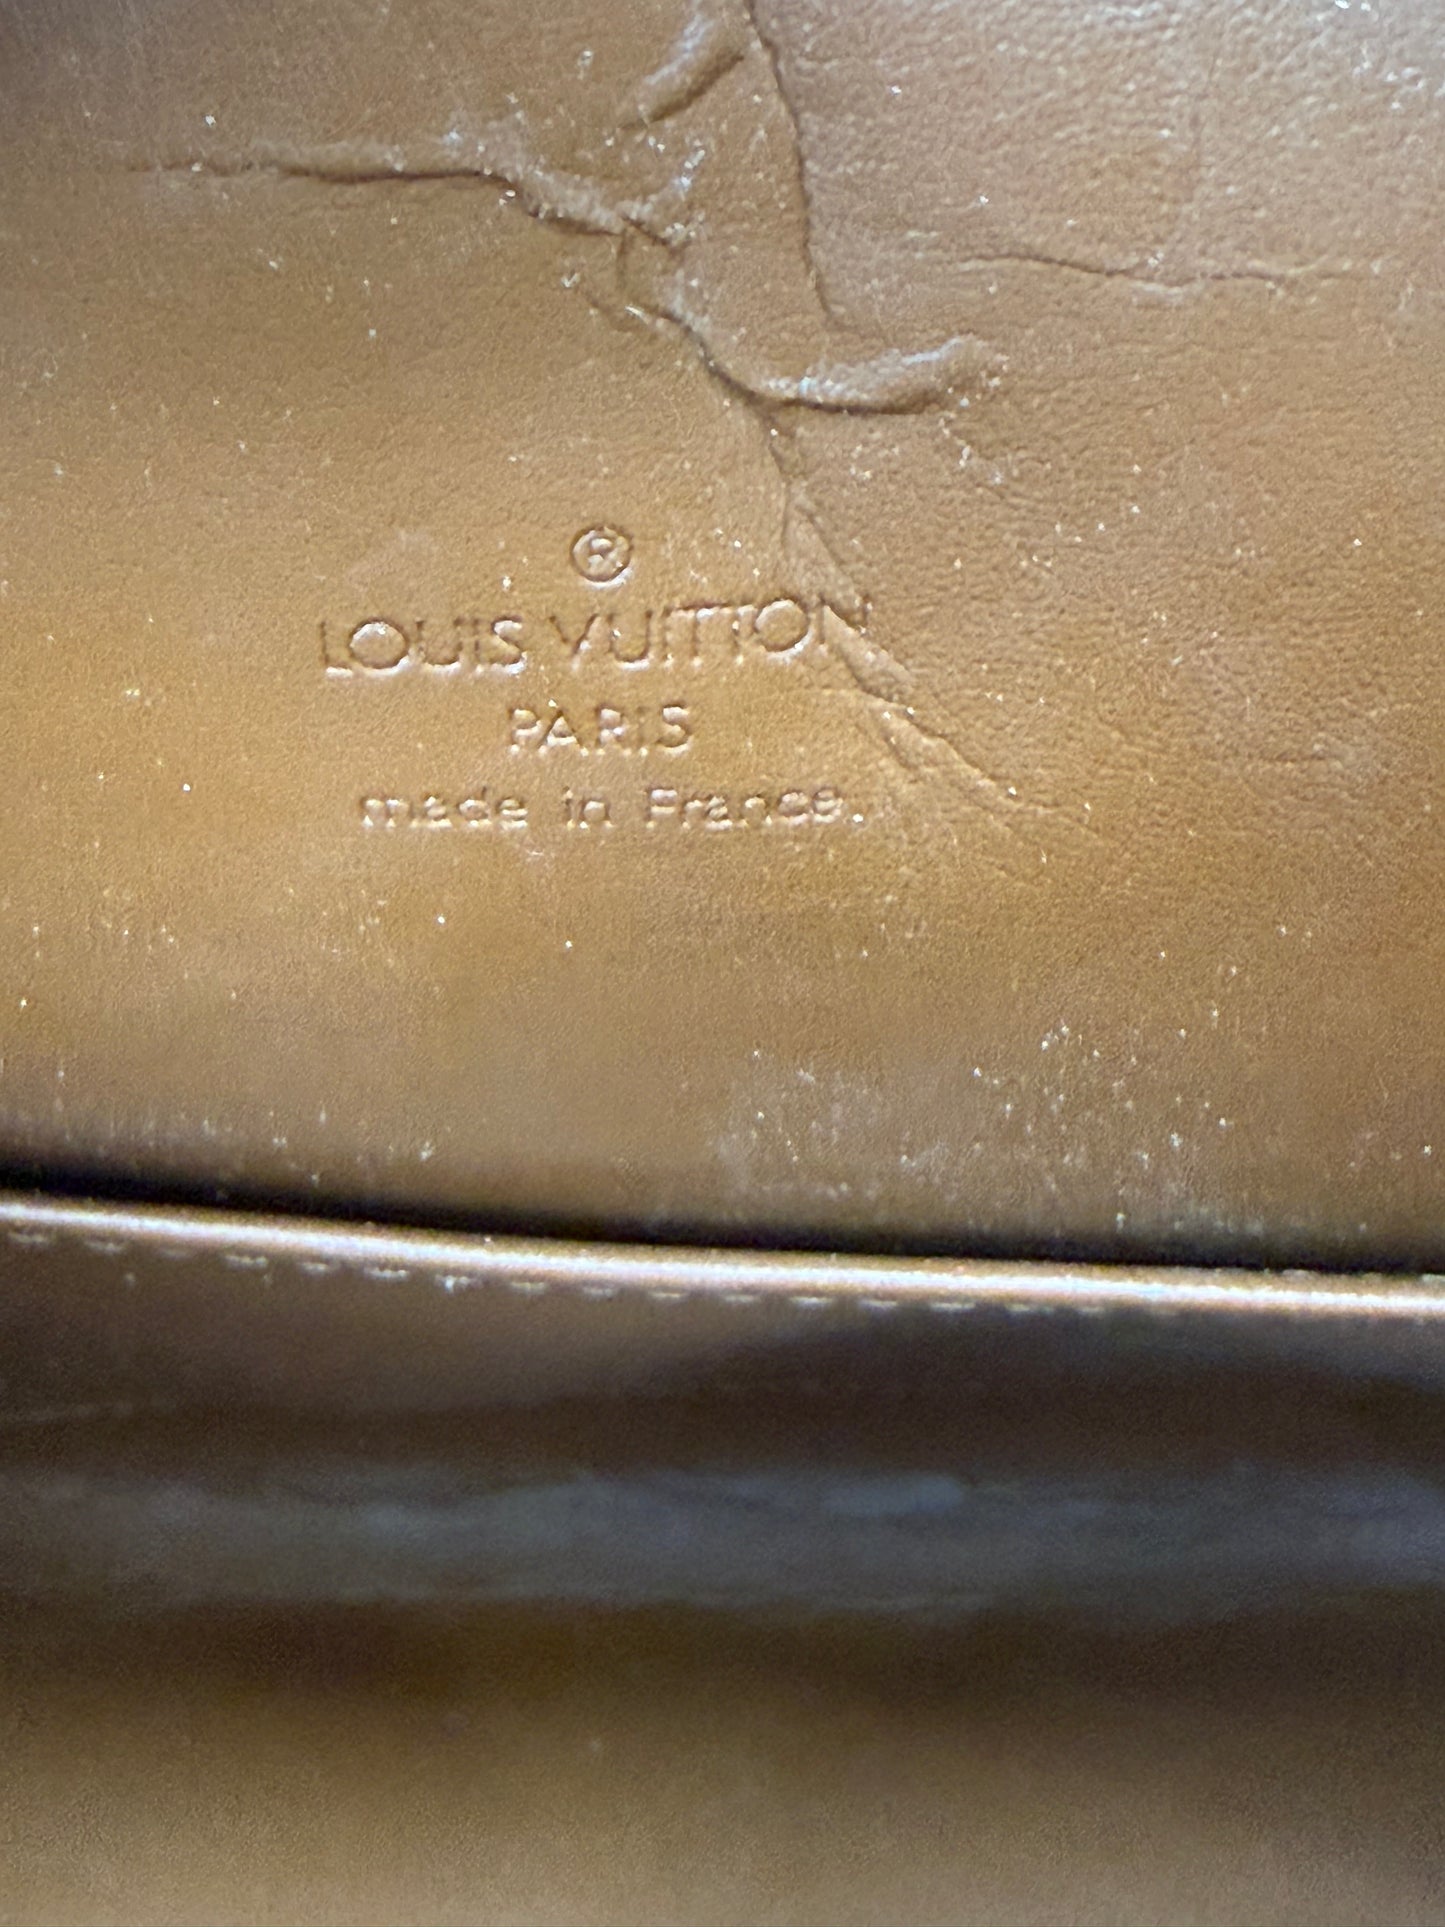 ®
LOUIS VUITTON
PARIS
made in France.